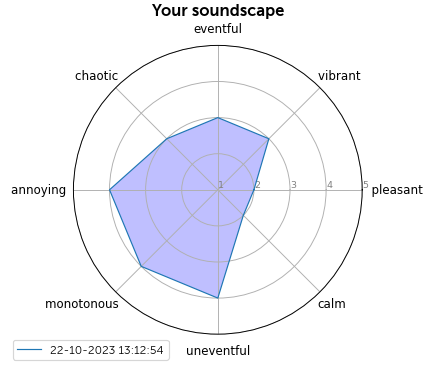 Your soundscape
eventful
chaotic
vibrant
annoying
1 2 3 4 5
pleasant
monotonous
calm
uneventful
22-10-2023 13:12:54